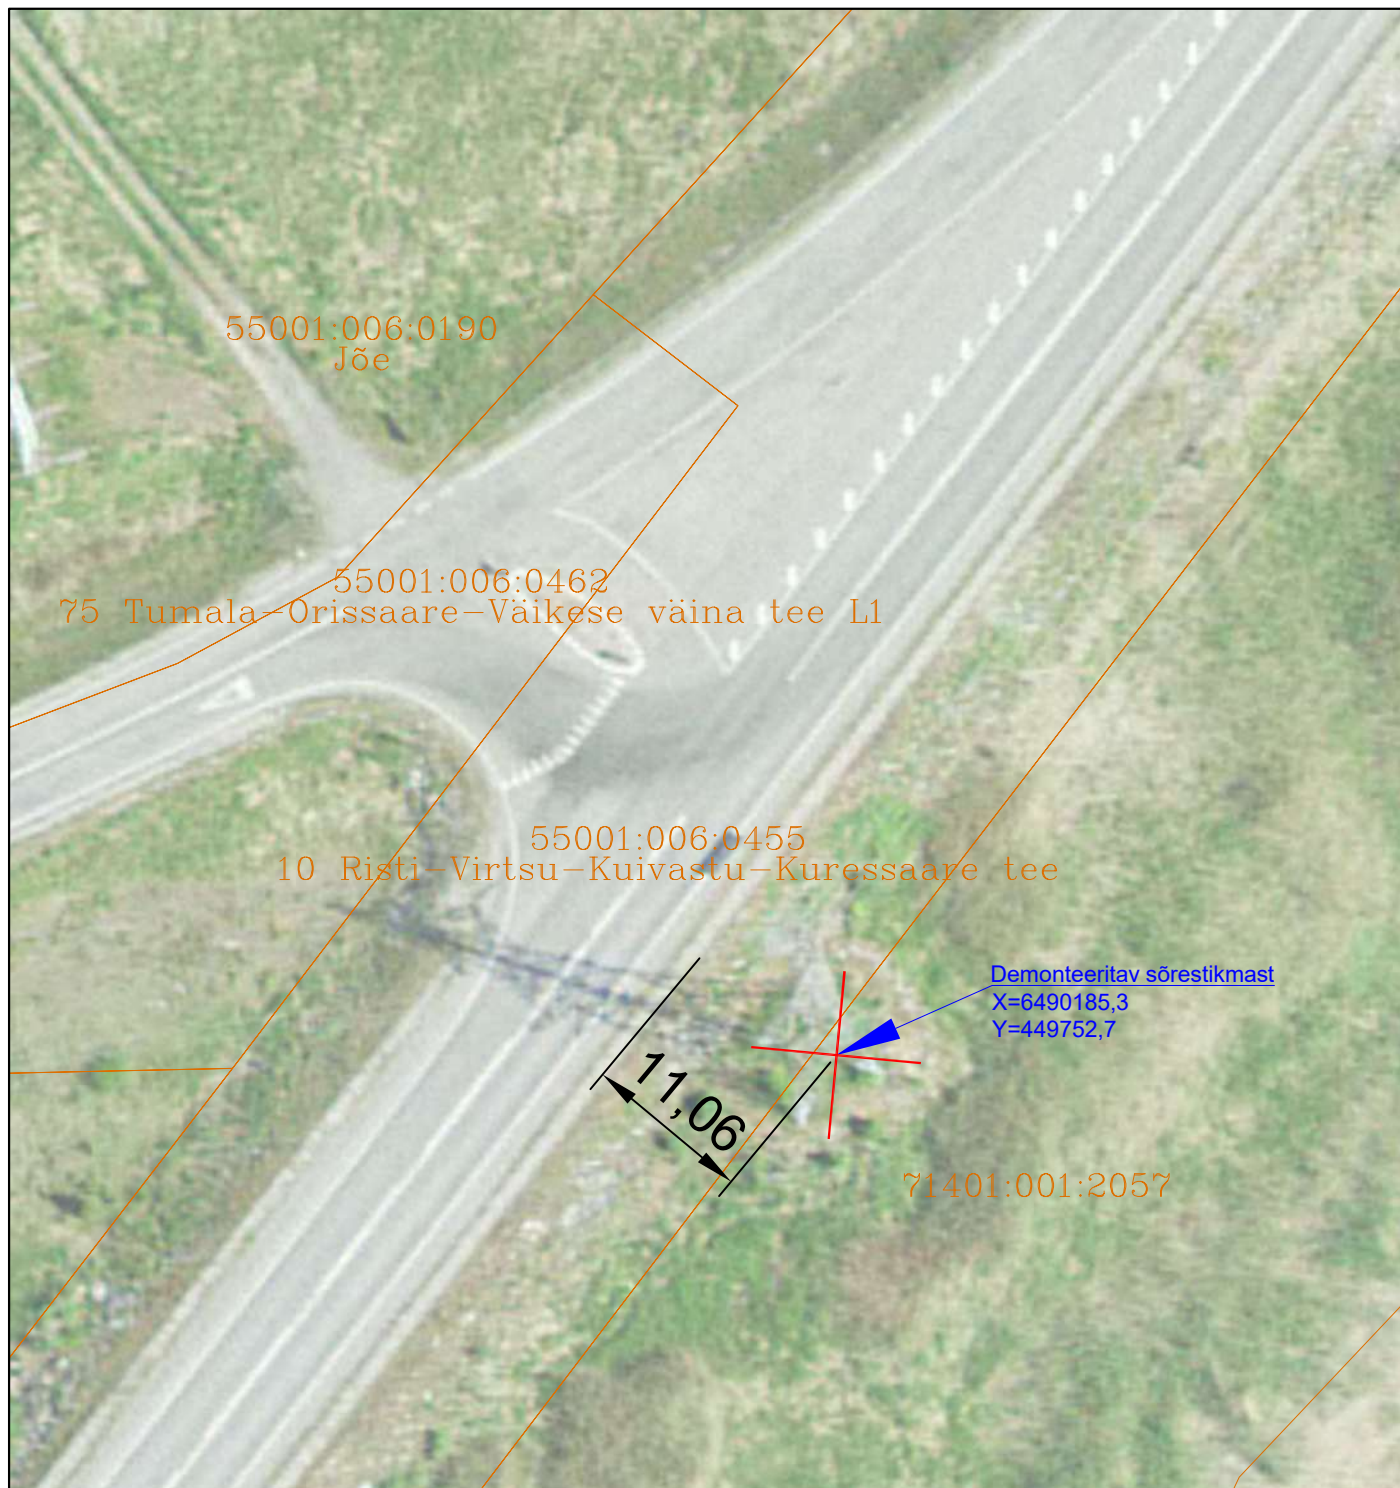 55001:006:0190
Jõe
55001:006:0462
75 Tumala-Orissaare-Väikese väina tee L1
55001:006:0455
10 Risti-Virtsu-Kuivastu-Kuressaare tee
Demonteeritav sõrestikmast
X=6490185,3
Y=449752,7
11,06
71401:001:2057